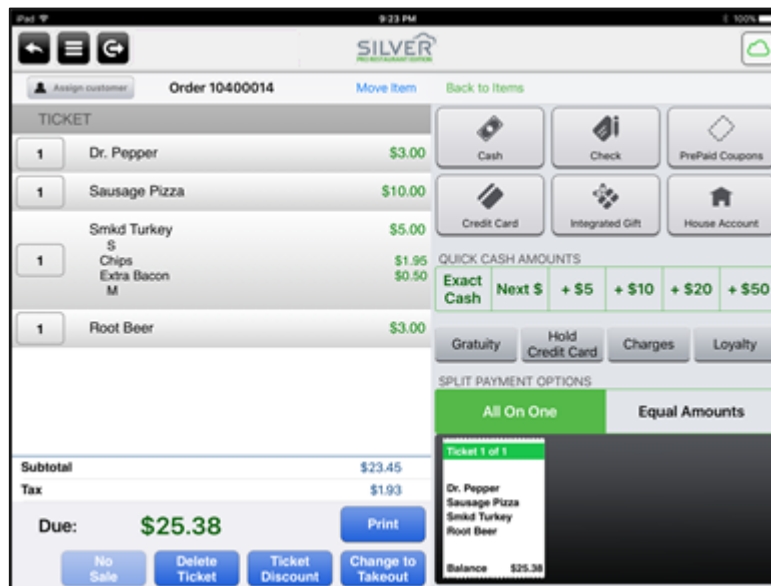 iPad 9:23 PM 100%
SILVER
PRO RESTAURANT EDITION
Assign customer Order 10400014 Move Item Back to Items
TICKET
1 Dr. Pepper $3.00
1 Sausage Pizza $10.00
Smkd Turkey $5.00
S
1 Chips $1.95
Extra Bacon $0.50
M
1 Root Beer $3.00
Subtotal $23.45
Tax $1.93
Due: $25.38 Print
No Sale
Delete Ticket
Ticket Discount
Change to Takeout
Cash Check PrePaid Coupons
Credit Card Integrated Gift House Account
QUICK CASH AMOUNTS
Exact Cash Next $ + $5 + $10 + $20 + $50
Gratuity Hold Credit Card Charges Loyalty
SPLIT PAYMENT OPTIONS
All On One Equal Amounts
Ticket 1 of 1
Dr. Pepper
Sausage Pizza
Smkd Turkey
Root Beer
Balance $25.38